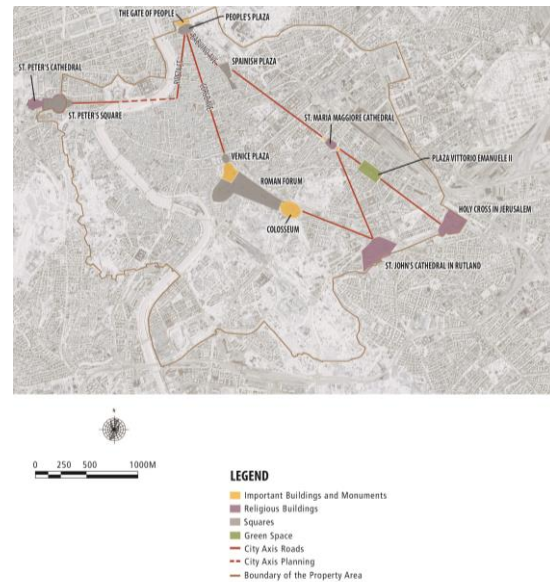 THE GATE OF PEOPLE
PEOPLE'S PLAZA
ST. PETER'S CATHEDRAL
SPAINISH PLAZA
ST. PETER'S SQUARE
ST. MARIA MAGGIORE CATHEDRAL
VENICE PLAZA
PLAZA VITTORIO EMANUELE II
ROMAN FORUM
HOLY CROSS IN JERUSALEM
COLOSSEUM
ST. JOHN'S CATHEDRAL IN RUTLAND
0 250 500 1000M
LEGEND
Important Buildings and Monuments
Religious Buildings
Squares
Green Space
City Axis Roads
City Axis Planning
Boundary of the Property Area